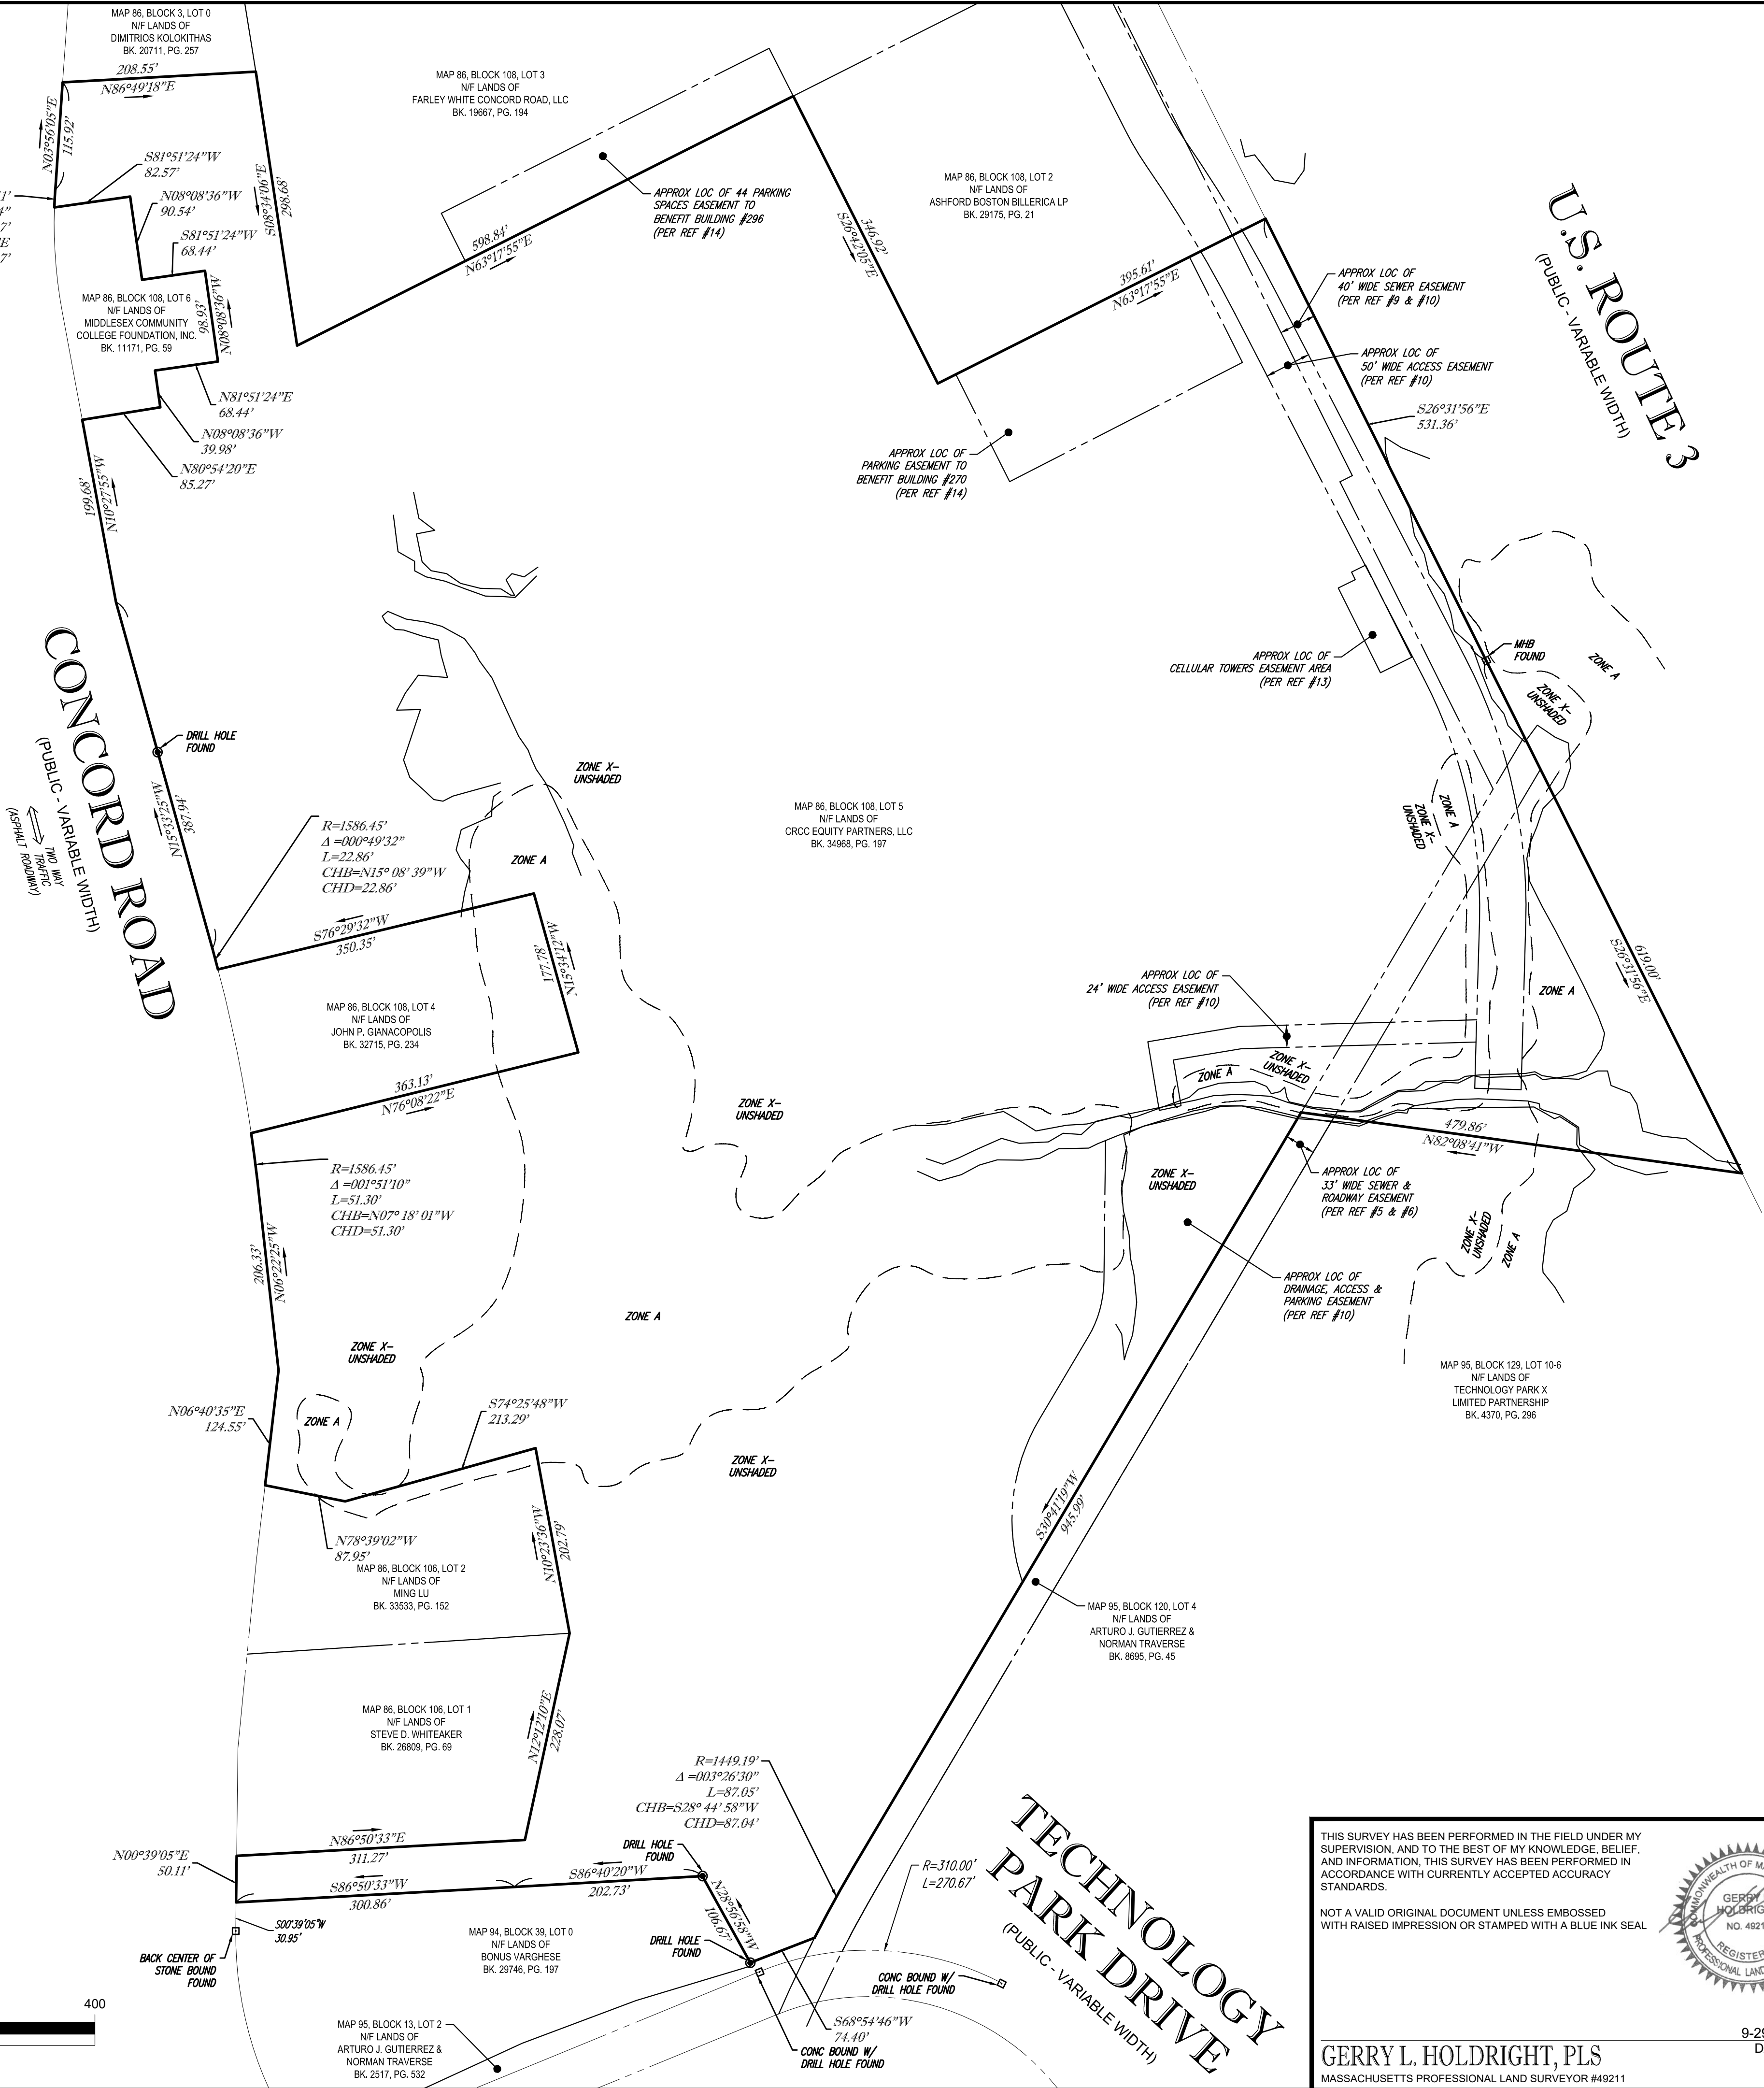 MAP 86, BLOCK 3, LOT 0
N/F LANDS OF
DIMITRIOS KOLOKITHAS
BK. 20711, PG. 257
208.55'
N86°49'18"E
N03°56'05"E
115.92'
S81°51'24"W
82.57'
N08°08'36"W
90.54'
S81°51'24"W
68.44'
S08°34'06"E
298.68'
MAP 86, BLOCK 108, LOT 6
N/F LANDS OF
MIDDLESEX COMMUNITY
COLLEGE FOUNDATION, INC.
BK. 11171, PG. 59
98.93'
N08°08'36"W
N81°51'24"E
68.44'
N08°08'36"W
39.98'
N80°54'20"E
85.27'
199.68'
N10°27'55"W
MAP 86, BLOCK 108, LOT 3
N/F LANDS OF
FARLEY WHITE CONCORD ROAD, LLC
BK. 19667, PG. 194
APPROX LOC OF 44 PARKING
SPACES EASEMENT TO
BENEFIT BUILDING #296
(PER REF #14)
598.84'
N63°17'55"E
346.92'
S26°42'05"E
MAP 86, BLOCK 108, LOT 2
N/F LANDS OF
ASHFORD BOSTON BILLERICA LP
BK. 29175, PG. 21
395.61'
N63°17'55"E
U.S. ROUTE 3
(PUBLIC - VARIABLE WIDTH)
APPROX LOC OF
40' WIDE SEWER EASEMENT
(PER REF #9 & #10)
APPROX LOC OF
50' WIDE ACCESS EASEMENT
(PER REF #10)
S26°31'56"E
531.36'
APPROX LOC OF
PARKING EASEMENT TO
BENEFIT BUILDING #270
(PER REF #14)
APPROX LOC OF
CELLULAR TOWERS EASEMENT AREA
(PER REF #13)
MHB
FOUND
ZONE A
ZONE X-
UNSHADED
CONCORD ROAD
(PUBLIC - VARIABLE WIDTH)
TWO WAY
TRAFFIC
(ASPHALT ROADWAY)
DRILL HOLE
FOUND
387.94'
N15°33'25"W
R=1586.45'
Δ =000°49'32"
L=22.86'
CHB=N15° 08' 39"W
CHD=22.86'
ZONE X-
UNSHADED
ZONE A
MAP 86, BLOCK 108, LOT 5
N/F LANDS OF
CRCC EQUITY PARTNERS, LLC
BK. 34968, PG. 197
ZONE A
ZONE X-
UNSHADED
S76°29'32"W
350.35'
177.78'
N15°34'12"W
619.00'
S26°31'56"E
APPROX LOC OF
24' WIDE ACCESS EASEMENT
(PER REF #10)
ZONE A
MAP 86, BLOCK 108, LOT 4
N/F LANDS OF
JOHN P. GIANACOPOLIS
BK. 32715, PG. 234
363.13'
N76°08'22"E
ZONE X-
UNSHADED
ZONE A
ZONE X-
UNSHADED
479.86'
N82°08'41"W
R=1586.45'
Δ =001°51'10"
L=51.30'
CHB=N07° 18' 01"W
CHD=51.30'
ZONE X-
UNSHADED
APPROX LOC OF
33' WIDE SEWER &
ROADWAY EASEMENT
(PER REF #5 & #6)
ZONE X-
UNSHADED
ZONE A
206.33'
N06°22'25"W
APPROX LOC OF
DRAINAGE, ACCESS &
PARKING EASEMENT
(PER REF #10)
ZONE A
ZONE X-
UNSHADED
MAP 95, BLOCK 129, LOT 10-6
N/F LANDS OF
TECHNOLOGY PARK X
LIMITED PARTNERSHIP
BK. 4370, PG. 296
N06°40'35"E
124.55'
ZONE A
S74°25'48"W
213.29'
ZONE X-
UNSHADED
N78°39'02"W
87.95'
S30°41'19"W
945.99'
N10°23'36"W
202.79'
MAP 86, BLOCK 106, LOT 2
N/F LANDS OF
MING LU
BK. 33533, PG. 152
MAP 95, BLOCK 120, LOT 4
N/F LANDS OF
ARTURO J. GUTIERREZ &
NORMAN TRAVERSE
BK. 8695, PG. 45
MAP 86, BLOCK 106, LOT 1
N/F LANDS OF
STEVE D. WHITEAKER
BK. 26809, PG. 69
N12°12'10"E
228.07'
R=1449.19'
Δ =003°26'30"
L=87.05'
CHB=S28° 44' 58"W
CHD=87.04'
N00°39'05"E
50.11'
N86°50'33"E
311.27'
S86°50'33"W
300.86'
S86°40'20"W
202.73'
DRILL HOLE
FOUND
N28°56'58"W
106.67'
R=310.00'
L=270.67'
TECHNOLOGY
PARK DRIVE
(PUBLIC - VARIABLE WIDTH)
S00°39'05"W
30.95'
BACK CENTER OF
STONE BOUND
FOUND
MAP 94, BLOCK 39, LOT 0
N/F LANDS OF
BONUS VARGHESE
BK. 29746, PG. 197
DRILL HOLE
FOUND
CONC BOUND W/
DRILL HOLE FOUND
S68°54'46"W
74.40'
CONC BOUND W/
DRILL HOLE FOUND
400
MAP 95, BLOCK 13, LOT 2
N/F LANDS OF
ARTURO J. GUTIERREZ &
NORMAN TRAVERSE
BK. 2517, PG. 532
THIS SURVEY HAS BEEN PERFORMED IN THE FIELD UNDER MY
SUPERVISION, AND TO THE BEST OF MY KNOWLEDGE, BELIEF,
AND INFORMATION, THIS SURVEY HAS BEEN PERFORMED IN
ACCORDANCE WITH CURRENTLY ACCEPTED ACCURACY
STANDARDS.
NOT A VALID ORIGINAL DOCUMENT UNLESS EMBOSSED
WITH RAISED IMPRESSION OR STAMPED WITH A BLUE INK SEAL
GERRY L. HOLDRIGHT, PLS
MASSACHUSETTS PROFESSIONAL LAND SURVEYOR #49211